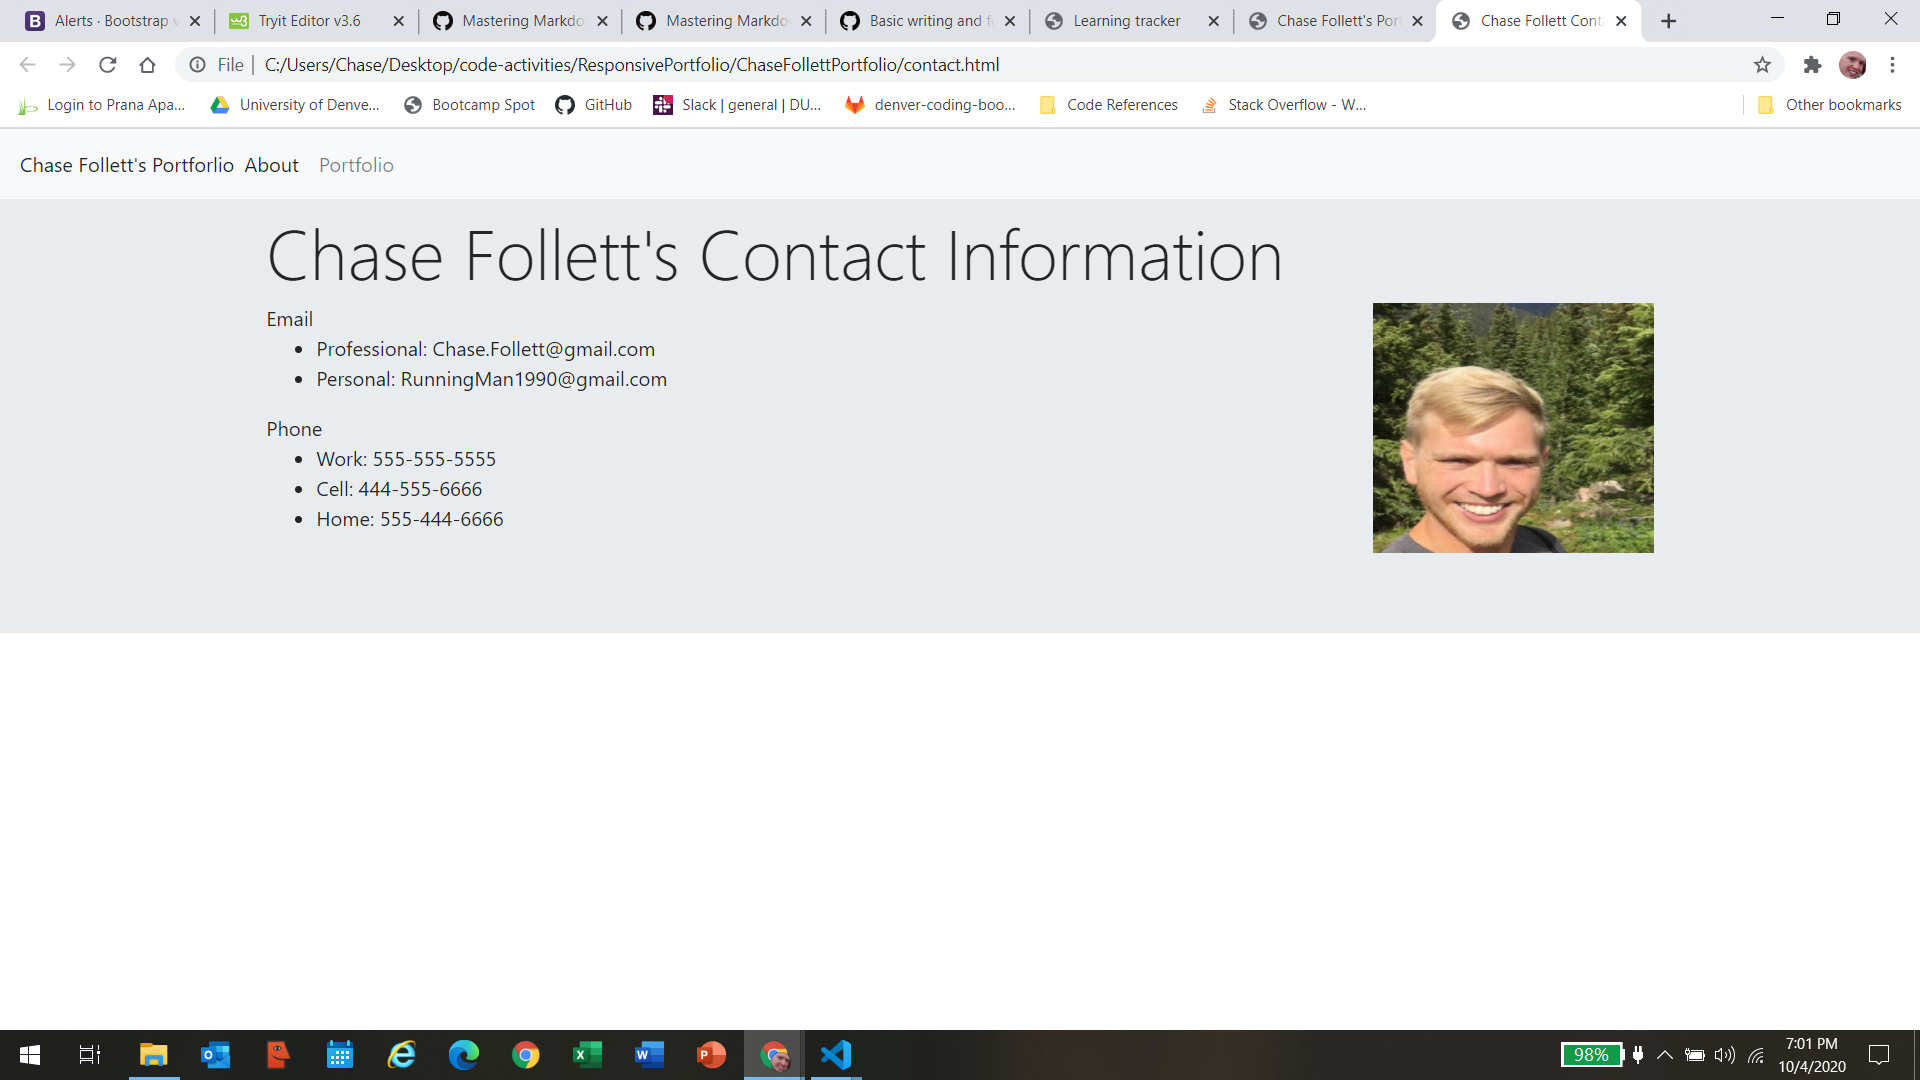 Alerts · Bootstrap v
Tryit Editor v3.6
Mastering Markdo
Mastering Markdo
Basic writing and f
Learning tracker
Chase Follett's Port
Chase Follett Conta
File | C:/Users/Chase/Desktop/code-activities/ResponsivePortfolio/ChaseFollettPortfolio/contact.html
Login to Prana Apa...
University of Denve...
Bootcamp Spot
GitHub
Slack | general | DU...
denver-coding-boo...
Code References
Stack Overflow - W...
Other bookmarks
Chase Follett's Portforlio About Portfolio
Chase Follett's Contact Information
Email
Professional: Chase.Follett@gmail.com
Personal: RunningMan1990@gmail.com
Phone
Work: 555-555-5555
Cell: 444-555-6666
Home: 555-444-6666
98%
7:01 PM
10/4/2020